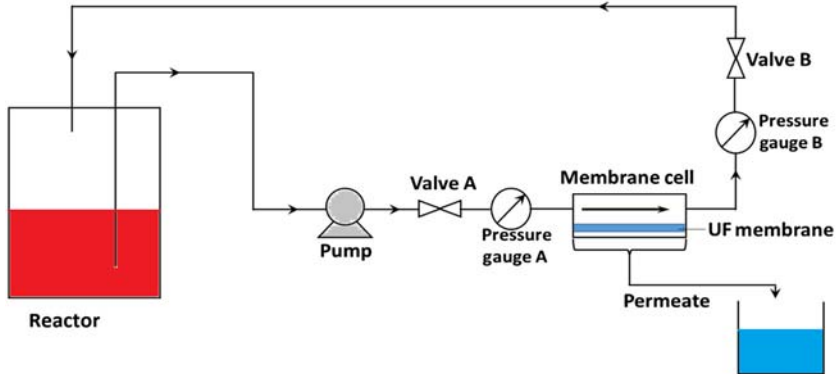 Valve B
Pressure
gauge B
Valve A
Membrane cell
UF membrane
Pump
Pressure
gauge A
Permeate
Reactor